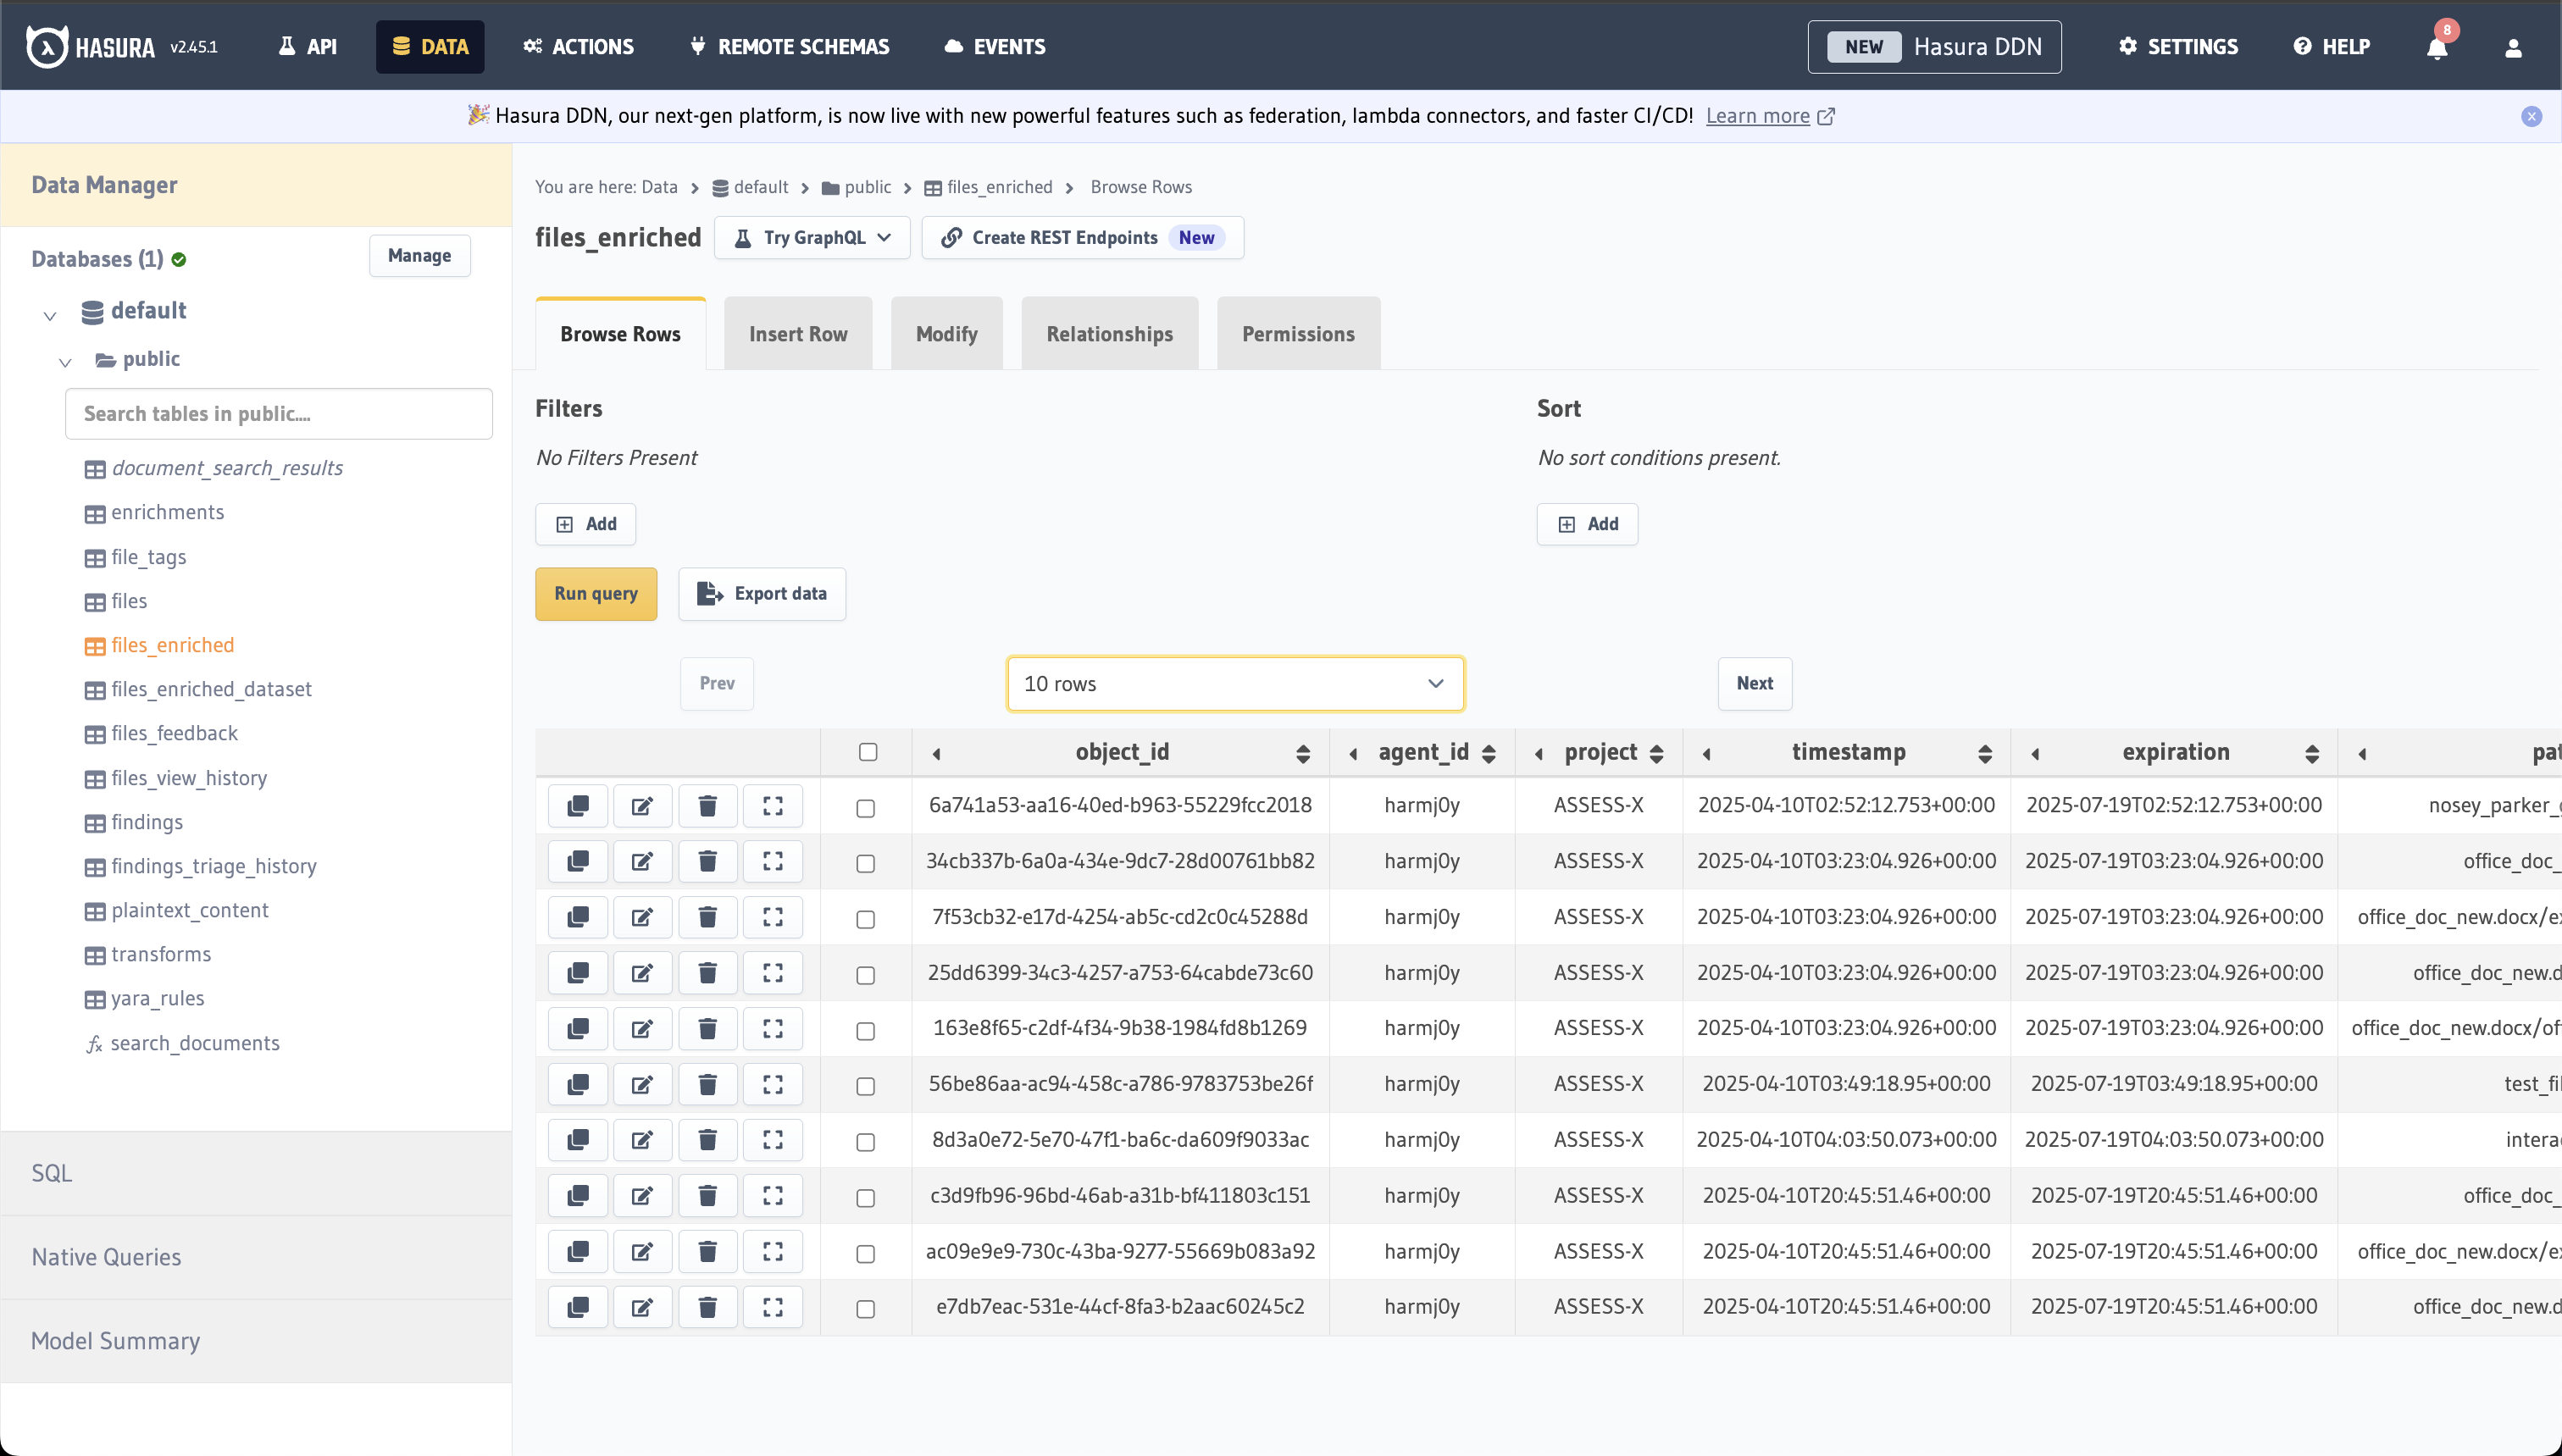 HASURA v2.45.1 API DATA ACTIONS REMOTE SCHEMAS EVENTS NEW Hasura DDN SETTINGS HELP 8
🎉 Hasura DDN, our next-gen platform, is now live with new powerful features such as federation, lambda connectors, and faster CI/CD! Learn more
Data Manager
Databases (1) Manage
default
public
Search tables in public....
document_search_results
enrichments
file_tags
files
files_enriched
files_enriched_dataset
files_feedback
files_view_history
findings
findings_triage_history
plaintext_content
transforms
yara_rules
fx search_documents
SQL
Native Queries
Model Summary
You are here: Data > default > public > files_enriched > Browse Rows
files_enriched Try GraphQL Create REST Endpoints New
Browse Rows Insert Row Modify Relationships Permissions
Filters Sort
No Filters Present No sort conditions present.
Add Add
Run query Export data
Prev 10 rows Next
object_id agent_id project timestamp expiration pat
6a741a53-aa16-40ed-b963-55229fcc2018 harmj0y ASSESS-X 2025-04-10T02:52:12.753+00:00 2025-07-19T02:52:12.753+00:00 nosey_parker_
34cb337b-6a0a-434e-9dc7-28d00761bb82 harmj0y ASSESS-X 2025-04-10T03:23:04.926+00:00 2025-07-19T03:23:04.926+00:00 office_doc_
7f53cb32-e17d-4254-ab5c-cd2c0c45288d harmj0y ASSESS-X 2025-04-10T03:23:04.926+00:00 2025-07-19T03:23:04.926+00:00 office_doc_new.docx/e
25dd6399-34c3-4257-a753-64cabde73c60 harmj0y ASSESS-X 2025-04-10T03:23:04.926+00:00 2025-07-19T03:23:04.926+00:00 office_doc_new.d
163e8f65-c2df-4f34-9b38-1984fd8b1269 harmj0y ASSESS-X 2025-04-10T03:23:04.926+00:00 2025-07-19T03:23:04.926+00:00 office_doc_new.docx/of
56be86aa-ac94-458c-a786-9783753be26f harmj0y ASSESS-X 2025-04-10T03:49:18.95+00:00 2025-07-19T03:49:18.95+00:00 test_fil
8d3a0e72-5e70-47f1-ba6c-da609f9033ac harmj0y ASSESS-X 2025-04-10T04:03:50.073+00:00 2025-07-19T04:03:50.073+00:00 intera
c3d9fb96-96bd-46ab-a31b-bf411803c151 harmj0y ASSESS-X 2025-04-10T20:45:51.46+00:00 2025-07-19T20:45:51.46+00:00 office_doc_
ac09e9e9-730c-43ba-9277-55669b083a92 harmj0y ASSESS-X 2025-04-10T20:45:51.46+00:00 2025-07-19T20:45:51.46+00:00 office_doc_new.docx/e
e7db7eac-531e-44cf-8fa3-b2aac60245c2 harmj0y ASSESS-X 2025-04-10T20:45:51.46+00:00 2025-07-19T20:45:51.46+00:00 office_doc_new.d